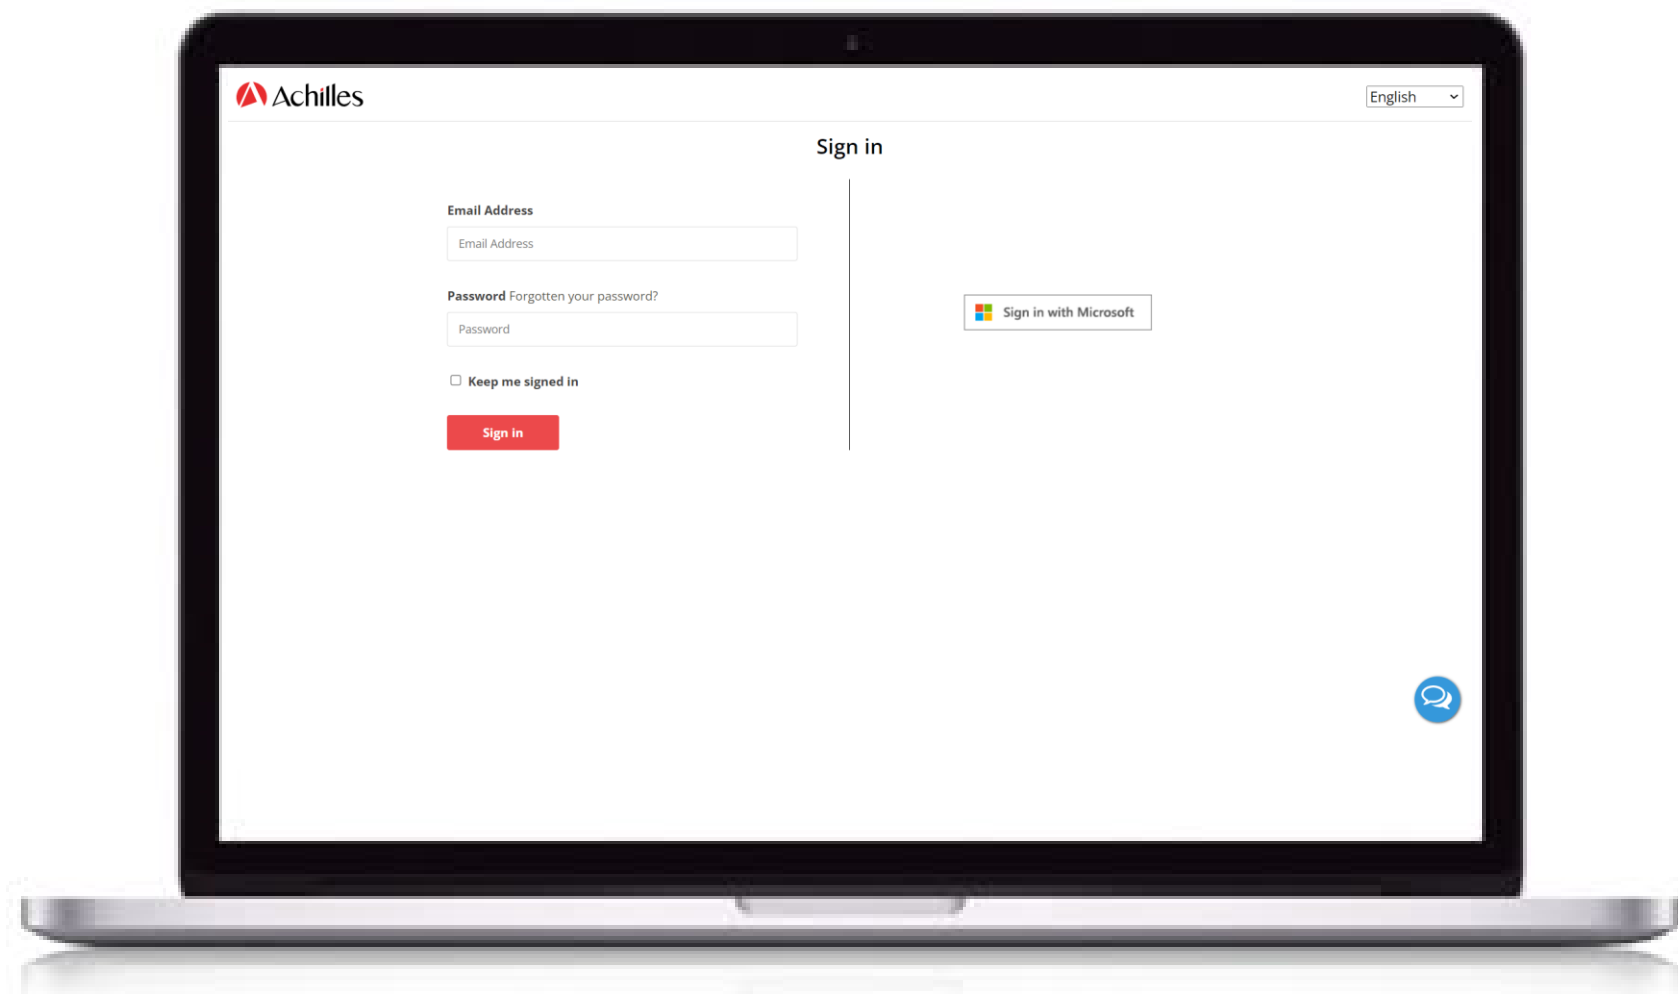 Achilles
English
Sign in
Email Address
Email Address
Password Forgotten your password?
Password
Keep me signed in
Sign in
Sign in with Microsoft